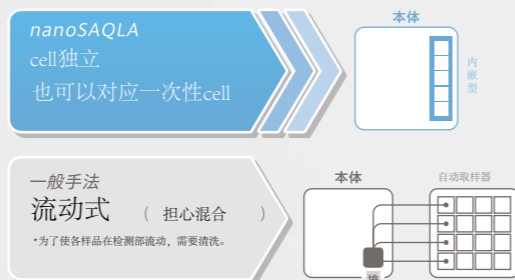 nanoSAQLA
cell独立
也可以对应一次性cell
本体
内嵌型
一般手法
流动式 ( 担心混合 )
*为了使各样品在检测部流动，需要清洗。
本体
自动取样器